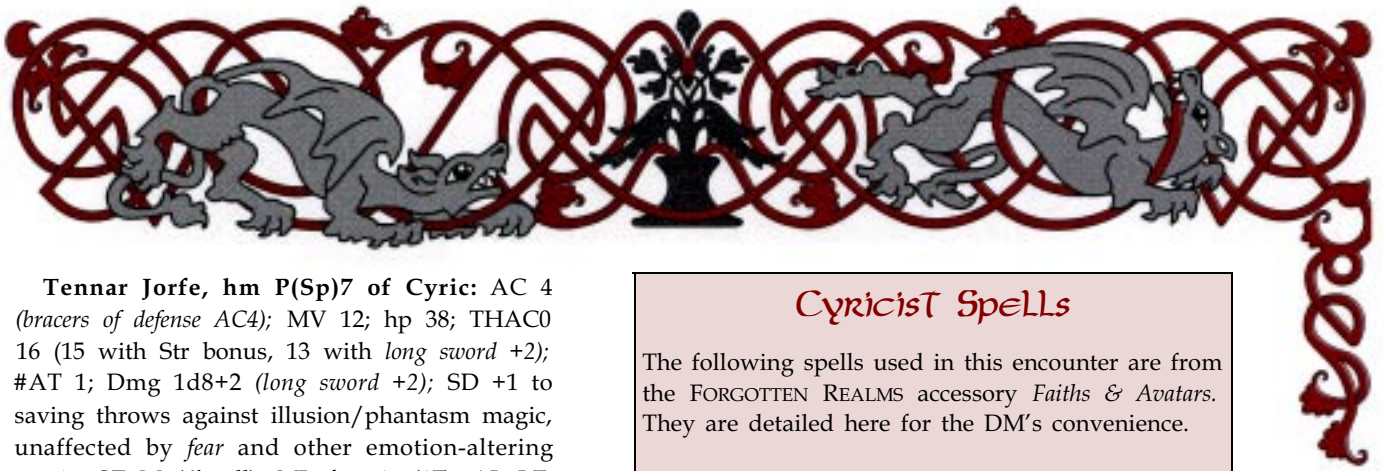 Tennar Jorfe, hm P(Sp)7 of Cyric: AC 4
(bracers of defense AC4); MV 12; hp 38; THAC0
16 (15 with Str bonus, 13 with long sword +2);
#AT 1; Dmg 1d8+2 (long sword +2); SD +1 to
saving throws against illusion/phantasm magic,
unaffected by fear and other emotion-altering
Cyricist Spells
The following spells used in this encounter are from
the FORGOTTEN REALMS accessory Faiths & Avatars.
They are detailed here for the DM's convenience.